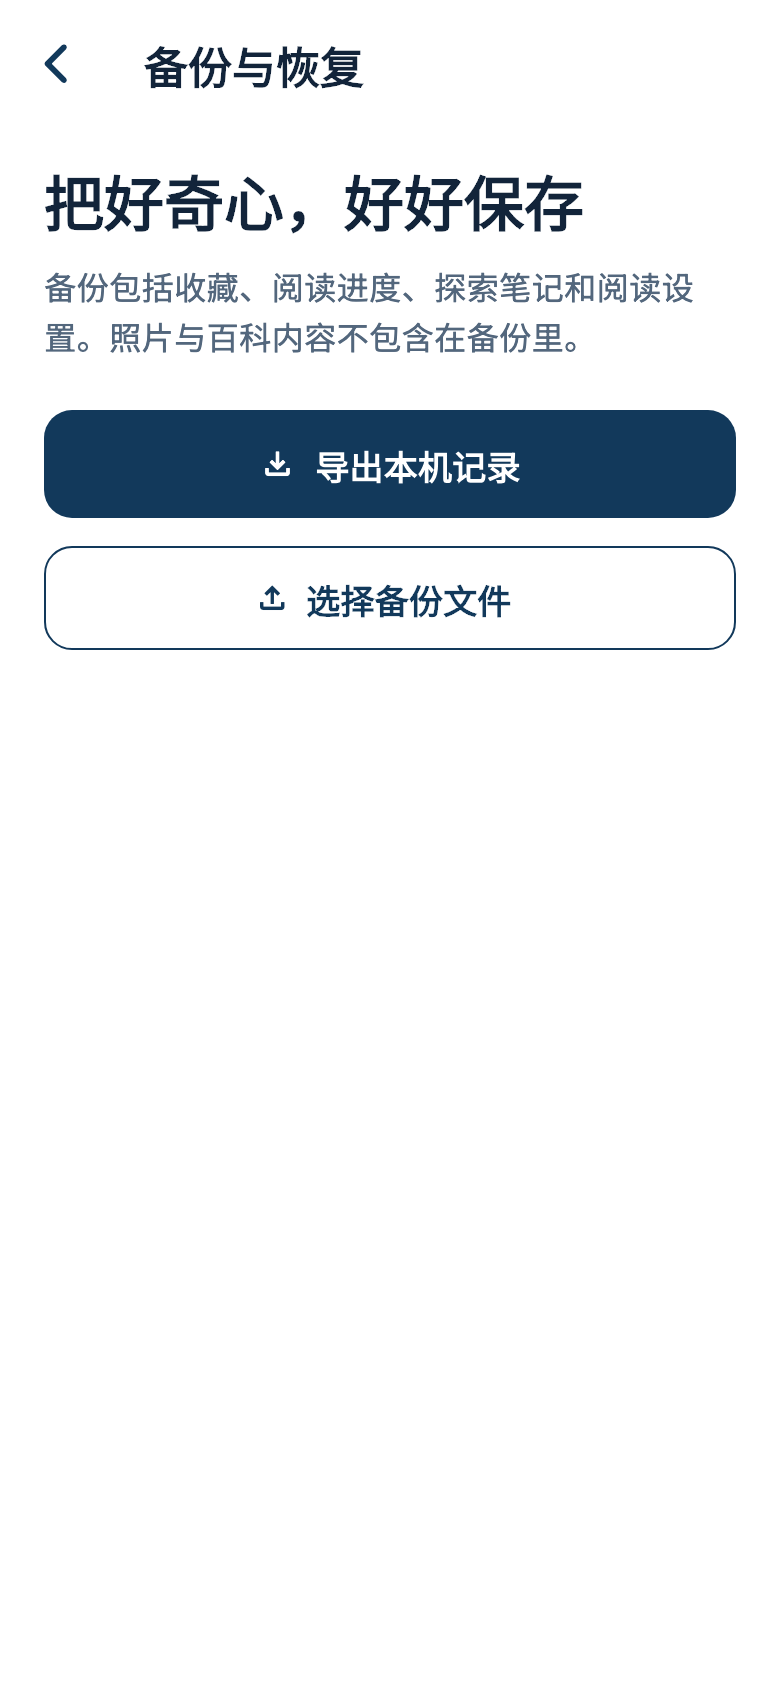 备份与恢复
把好奇心，好好保存
备份包括收藏、阅读进度、探索笔记和阅读设
置。照片与百科内容不包含在备份里。
导出本机记录
选择备份文件